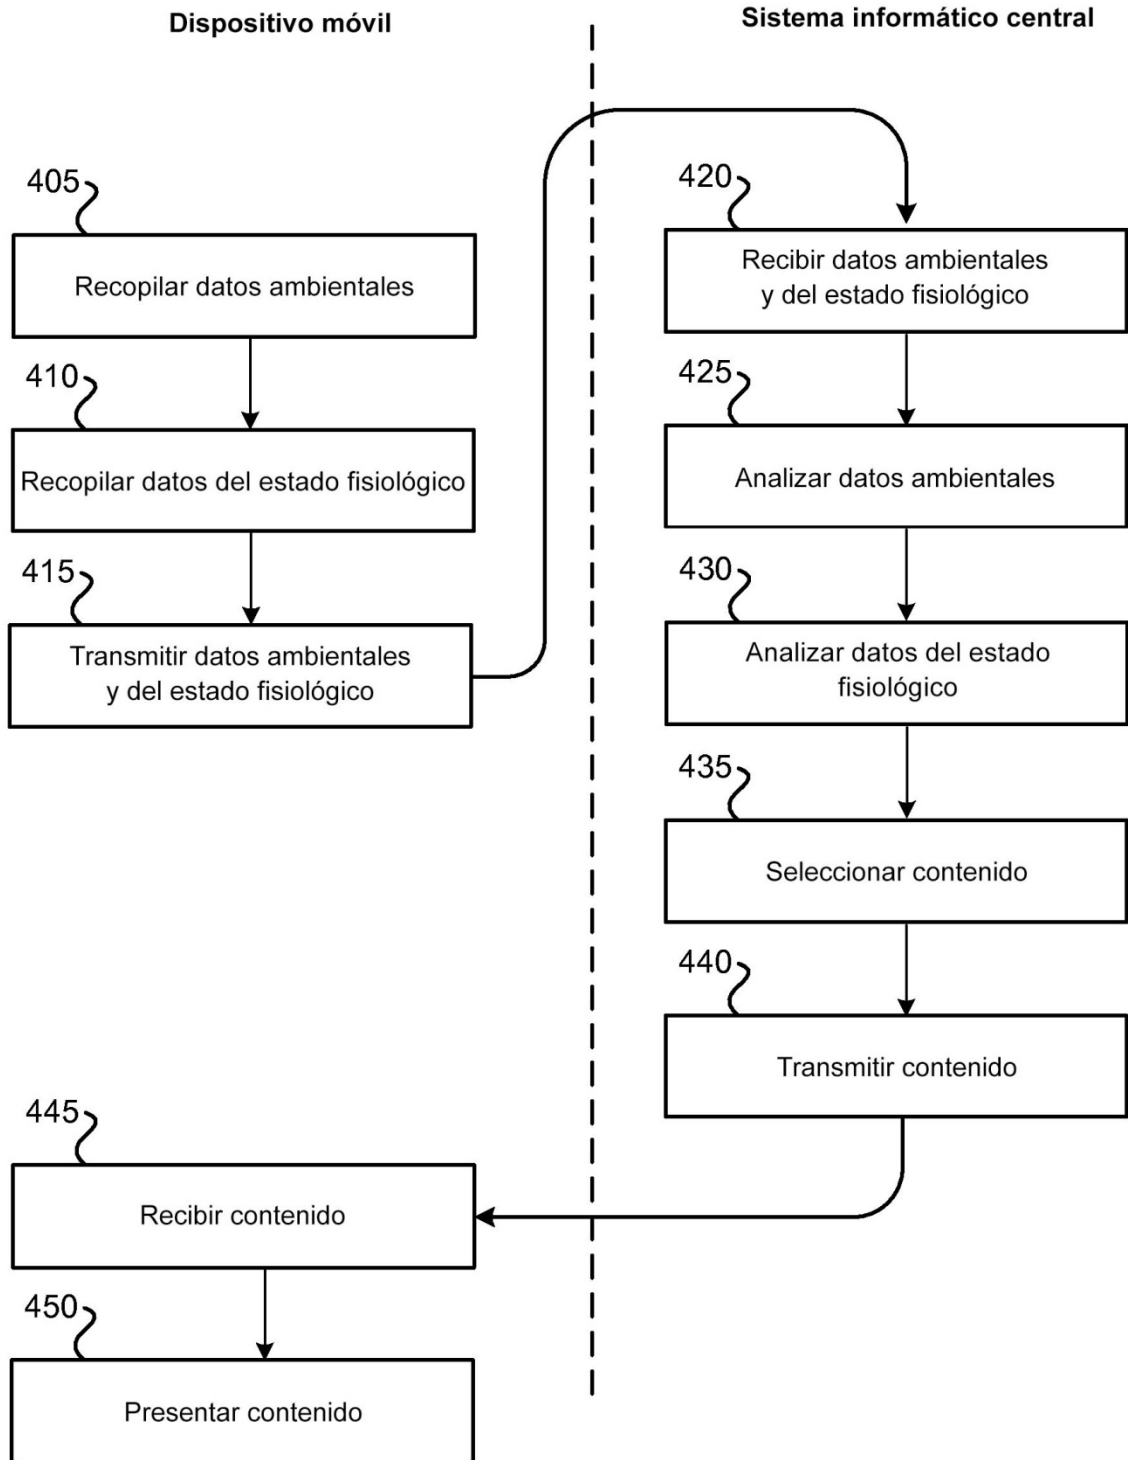 Dispositivo móvil
Sistema informático central
405
Recopilar datos ambientales
410
Recopilar datos del estado fisiológico
415
Transmitir datos ambientales
y del estado fisiológico
420
Recibir datos ambientales
y del estado fisiológico
425
Analizar datos ambientales
430
Analizar datos del estado
fisiológico
435
Seleccionar contenido
440
Transmitir contenido
445
Recibir contenido
450
Presentar contenido